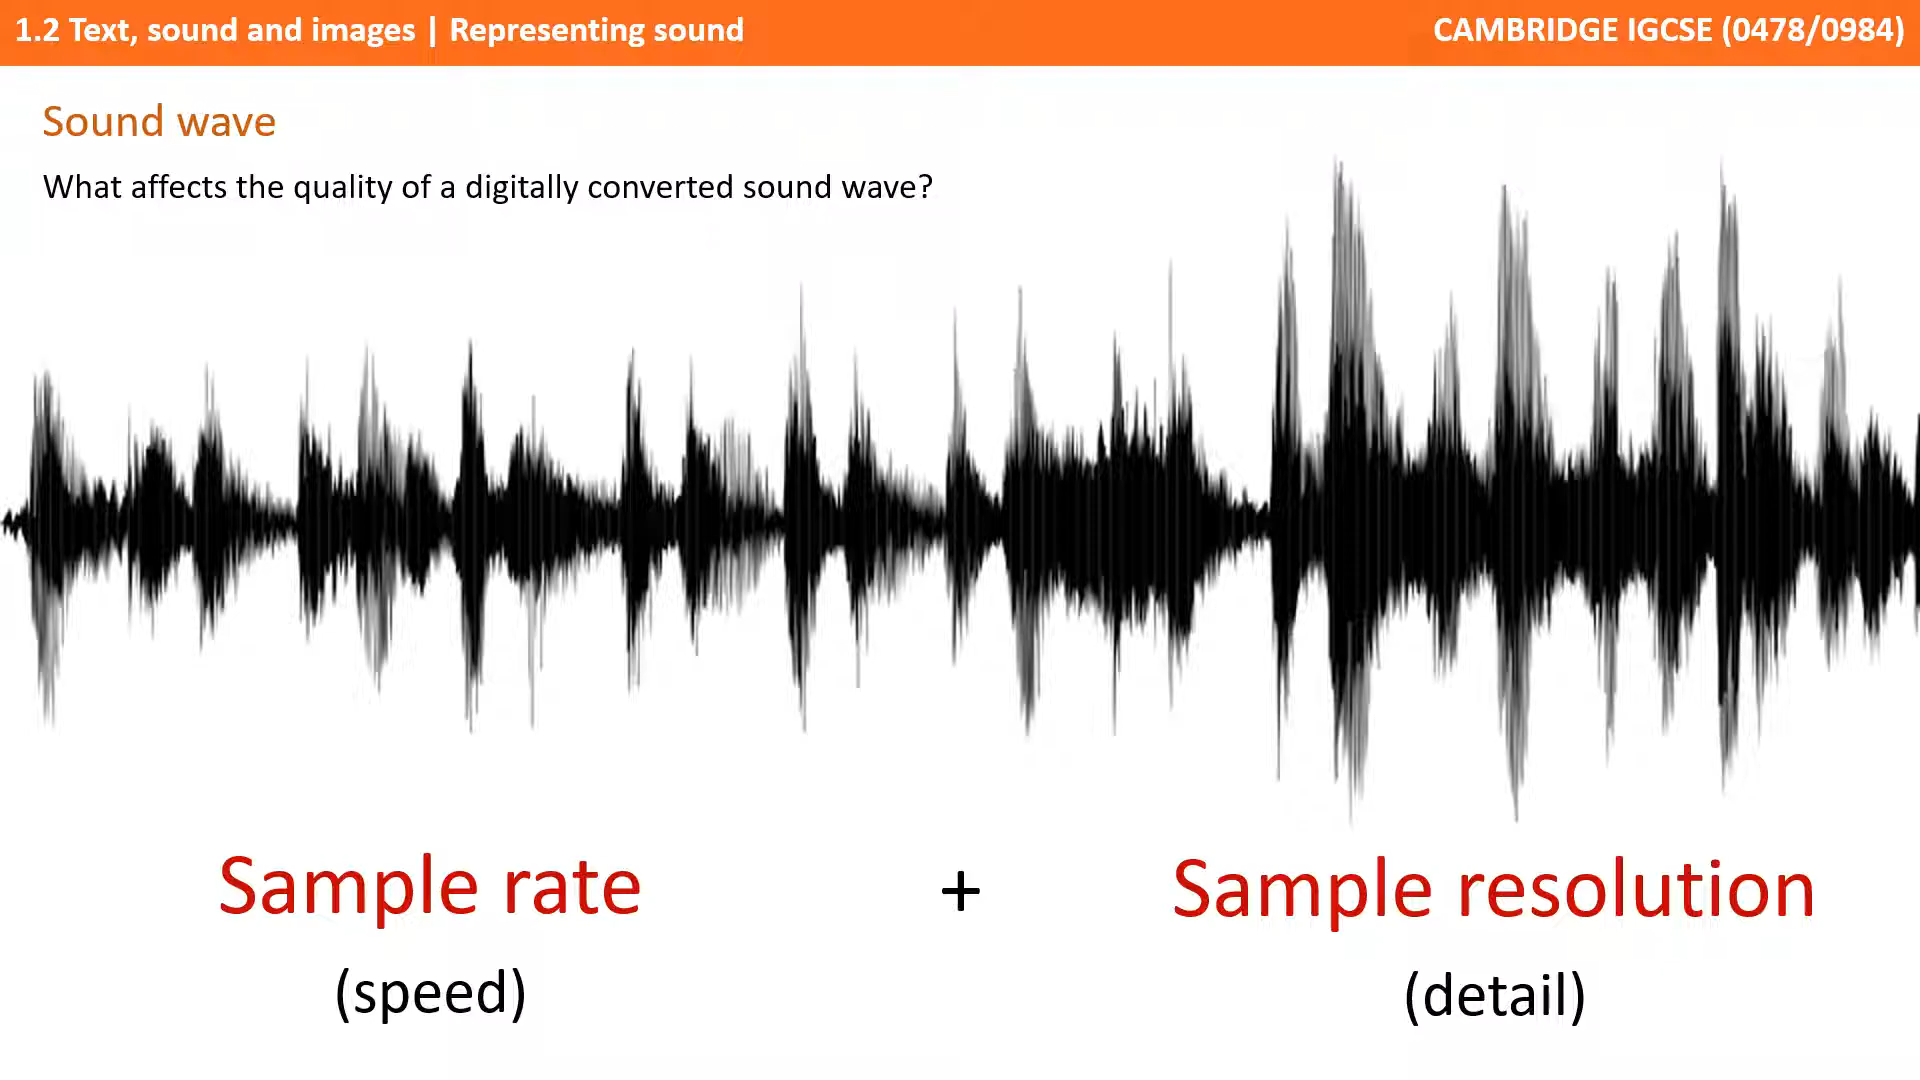 1.2 Text, sound and images | Representing sound
CAMBRIDGE IGCSE (0478/0984)
Sound wave
What affects the quality of a digitally converted sound wave?
Sample rate + Sample resolution
(speed) (detail)